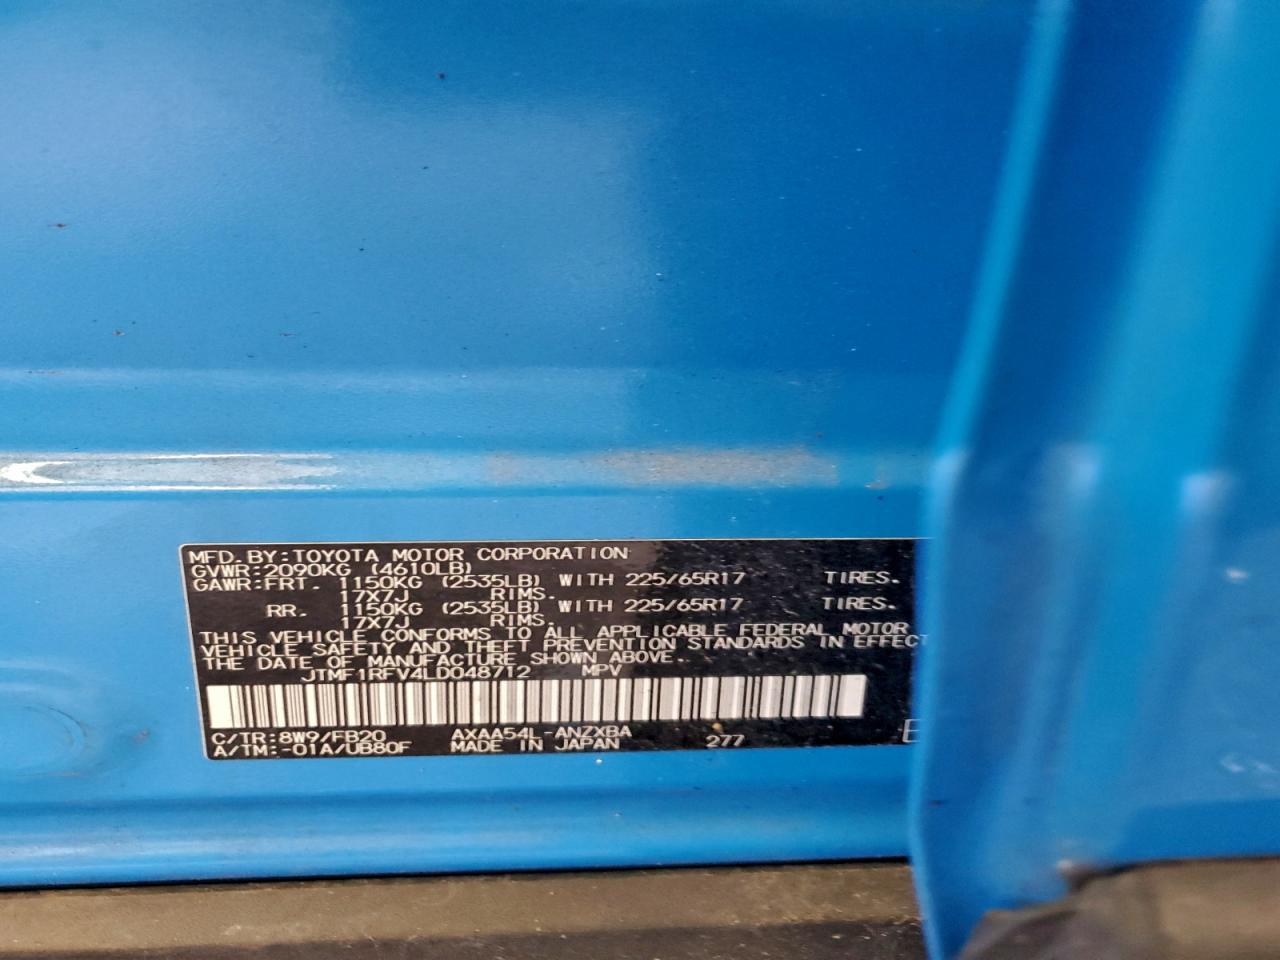 MFD. BY:TOYOTA MOTOR CORPORATION
GVWR:2090KG (4610LB)
GAWR:FRT. 1150KG (2535LB) WITH 225/65R17 TIRES.
17X7J RIMS.
RR. 1150KG (2535LB) WITH 225/65R17 TIRES.
17X7J RIMS.
THIS VEHICLE CONFORMS TO ALL APPLICABLE FEDERAL MOTOR
VEHICLE SAFETY AND THEFT PREVENTION STANDARDS IN EFFECT
THE DATE OF MANUFACTURE SHOWN ABOVE.
JTMF1RFV4LD048712 MPV
C/TR:8W9/FB20 AXAA54L-ANZXBA
A/TM:-01A/UB80F MADE IN JAPAN 277